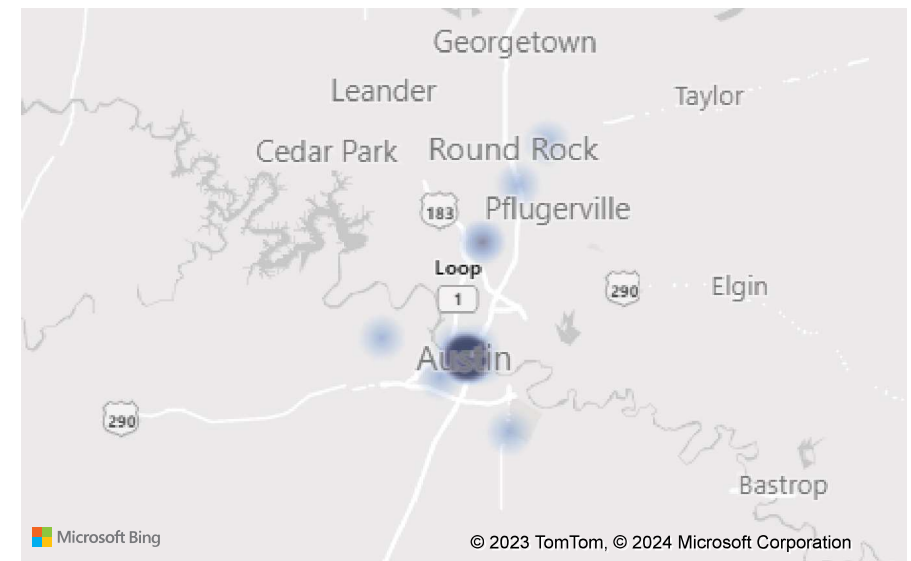 Georgetown
Leander
Taylor
Cedar Park
Round Rock
183
Pflugerville
Loop
1
290
Elgin
Austin
290
Bastrop
Microsoft Bing
© 2023 TomTom, © 2024 Microsoft Corporation